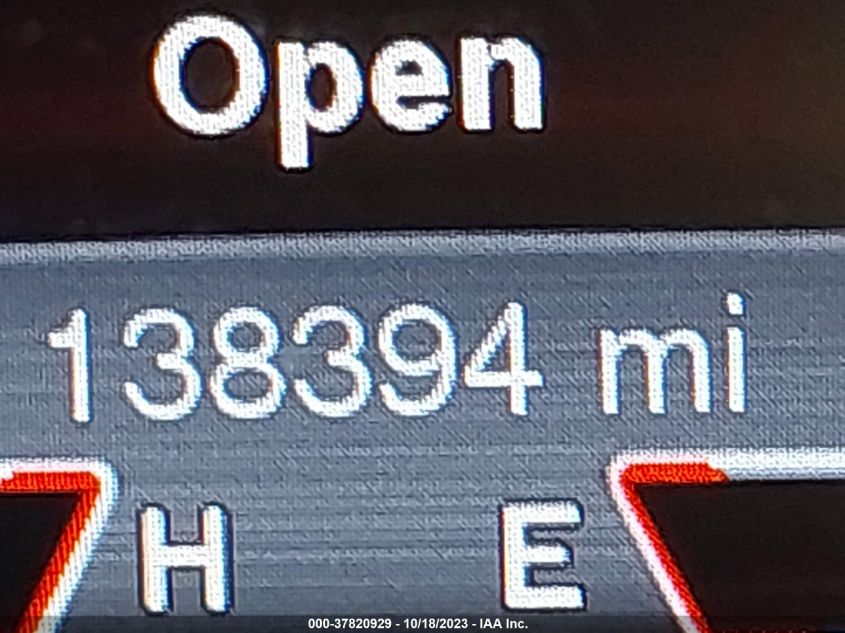 Open
138394 mi
H E
000-37820929 - 10/18/2023 - IAA Inc.